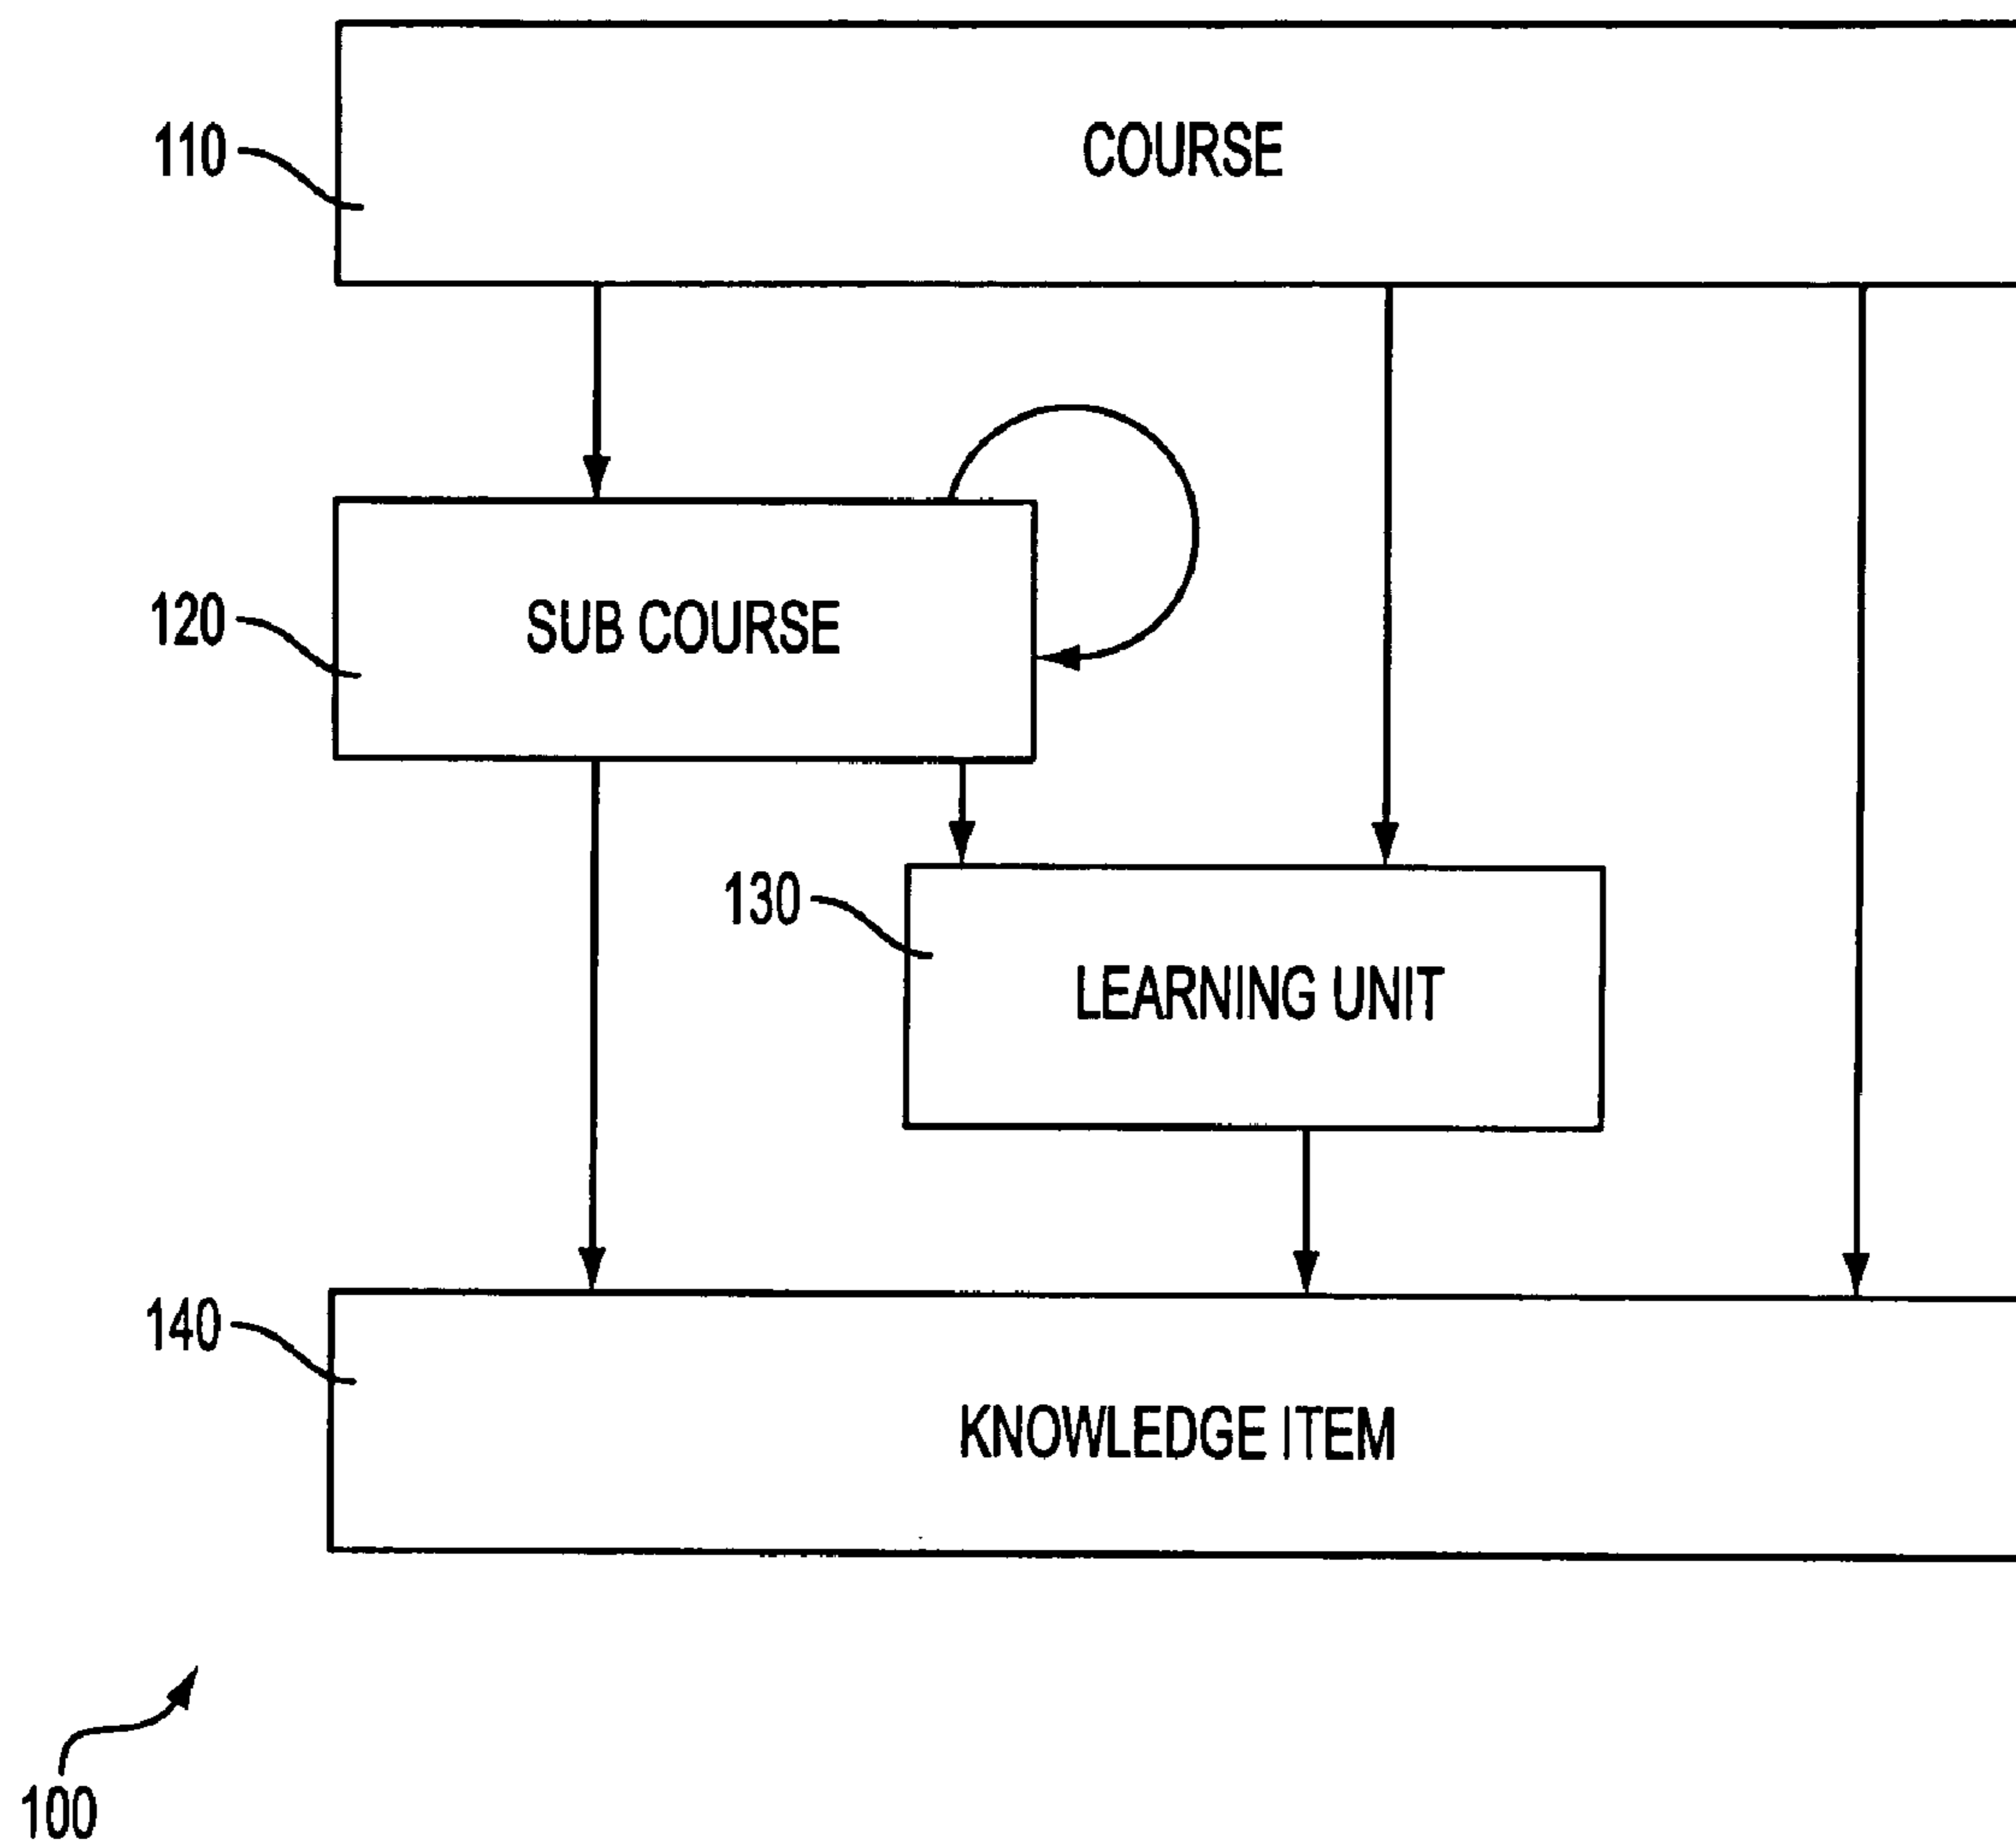 110
COURSE
120
SUB COURSE
130
LEARNING UNIT
140
KNOWLEDGE ITEM
100